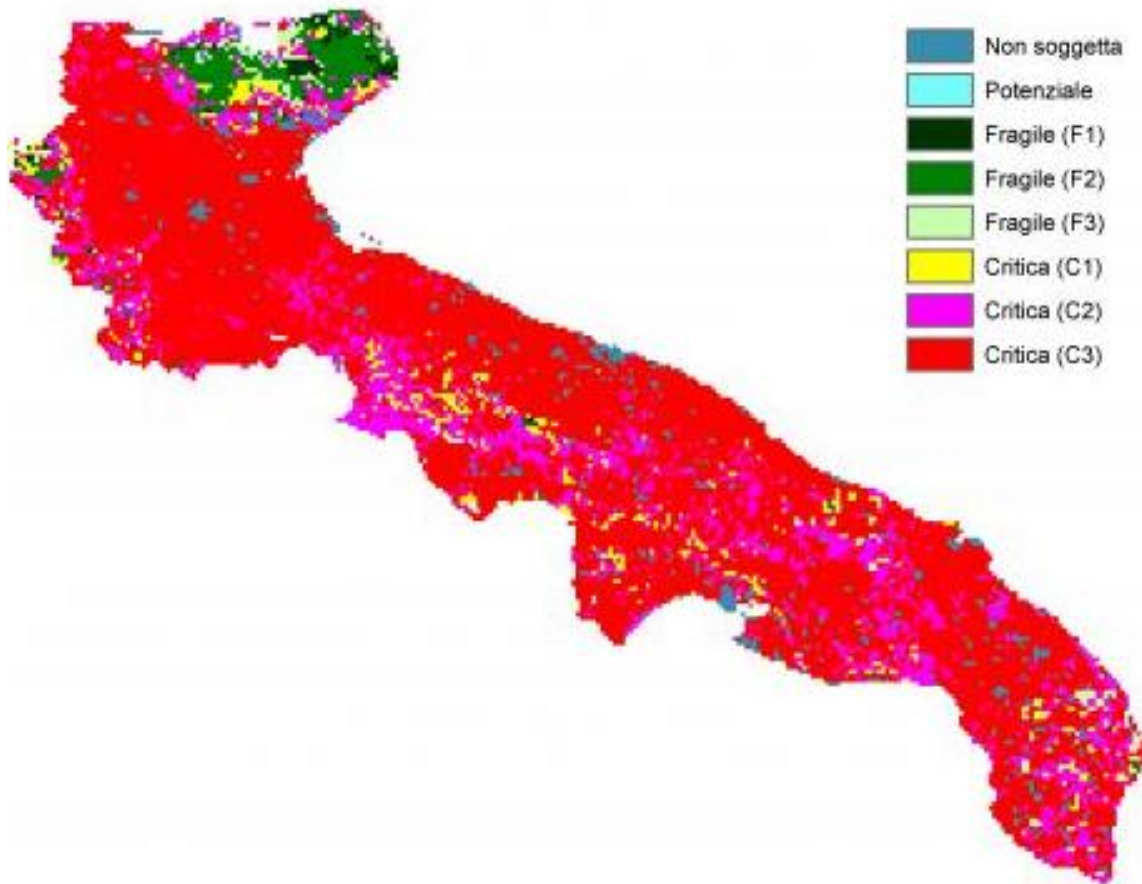 Non soggetta
Potenziale
Fragile (F1)
Fragile (F2)
Fragile (F3)
Critica (C1)
Critica (C2)
Critica (C3)